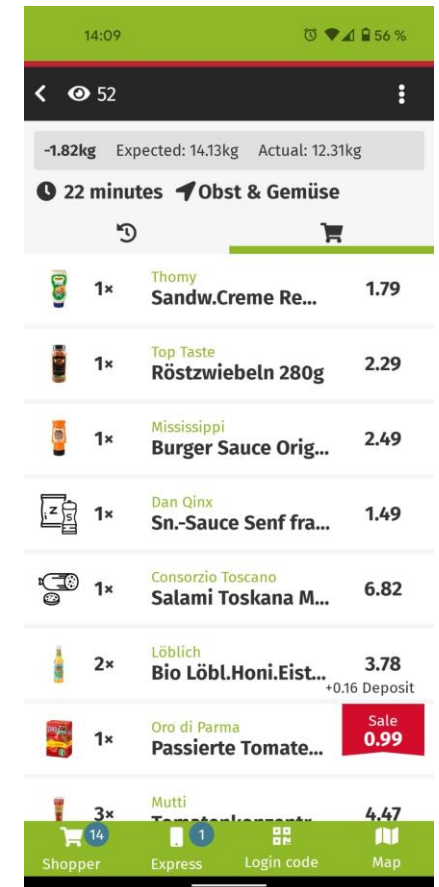 14:09 56 %
52
-1.82kg Expected: 14.13kg Actual: 12.31kg
22 minutes Obst & Gemüse
Thomy
1× Sandw.Creme Re... 1.79
Top Taste
1× Röstzwiebeln 280g 2.29
Mississippi
1× Burger Sauce Orig... 2.49
Dan Qinx
1× Sn.-Sauce Senf fra... 1.49
Consorzio Toscano
1× Salami Toskana M... 6.82
Löblich
2× Bio Löbl.Honi.Eist... 3.78
+0.16 Deposit
Oro di Parma Sale
1× Passierte Tomate... 0.99
Mutti
3× Tomatenkonzentr... 4.47
14 1
Shopper Express Login code Map